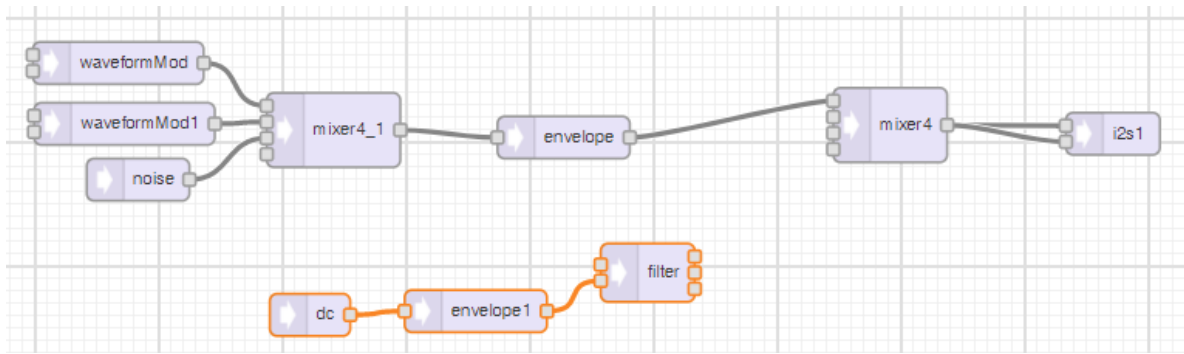 waveformMod
waveformMod1
noise
mixer4_1
envelope
mixer4
i2s1
dc
envelope1
filter